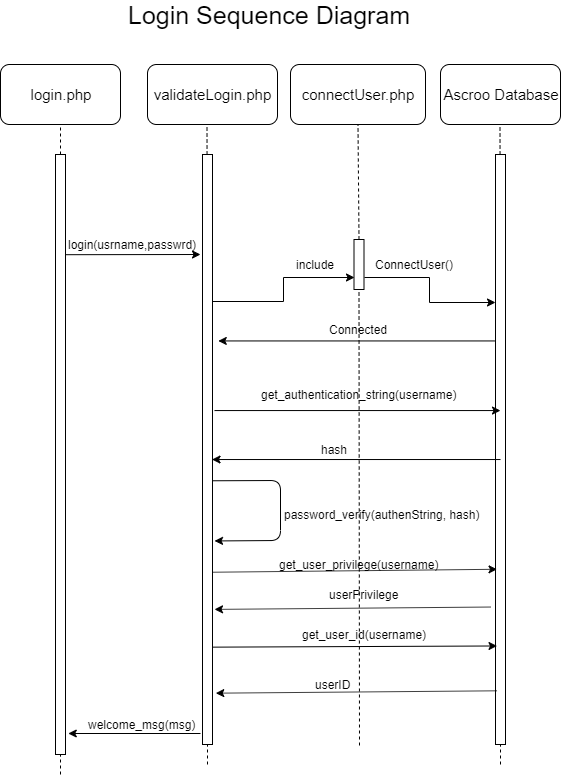 Login Sequence Diagram
login.php
validateLogin.php
connectUser.php
Ascroo Database
login(usrname,passwrd)
include
ConnectUser()
Connected
get_authentication_string(username)
hash
password_verify(authenString, hash)
get_user_privilege(username)
userPrivilege
get_user_id(username)
userID
welcome_msg(msg)